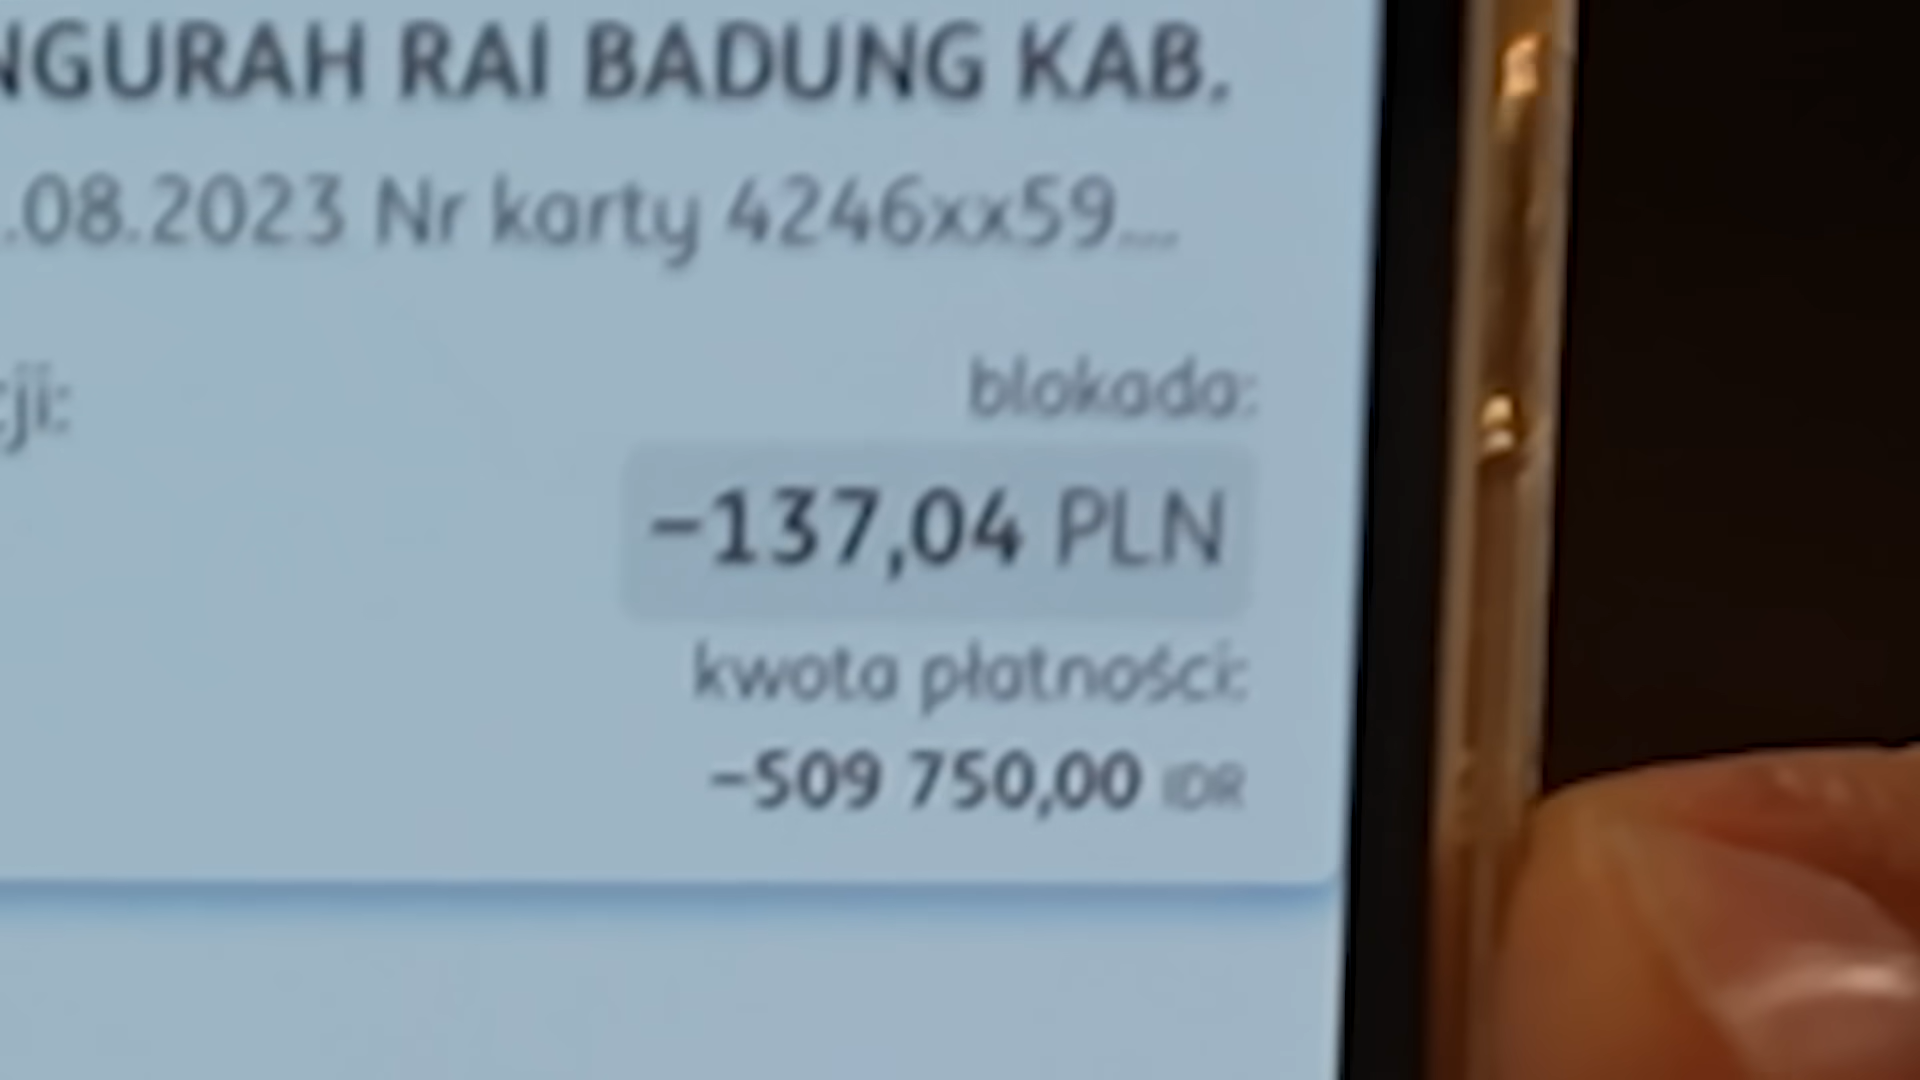 NGURAH RAI BADUNG KAB.
.08.2023 Nr karty 4246xx59...
cji:
blokada:
-137,04 PLN
kwota płatności:
-509 750,00 IDR